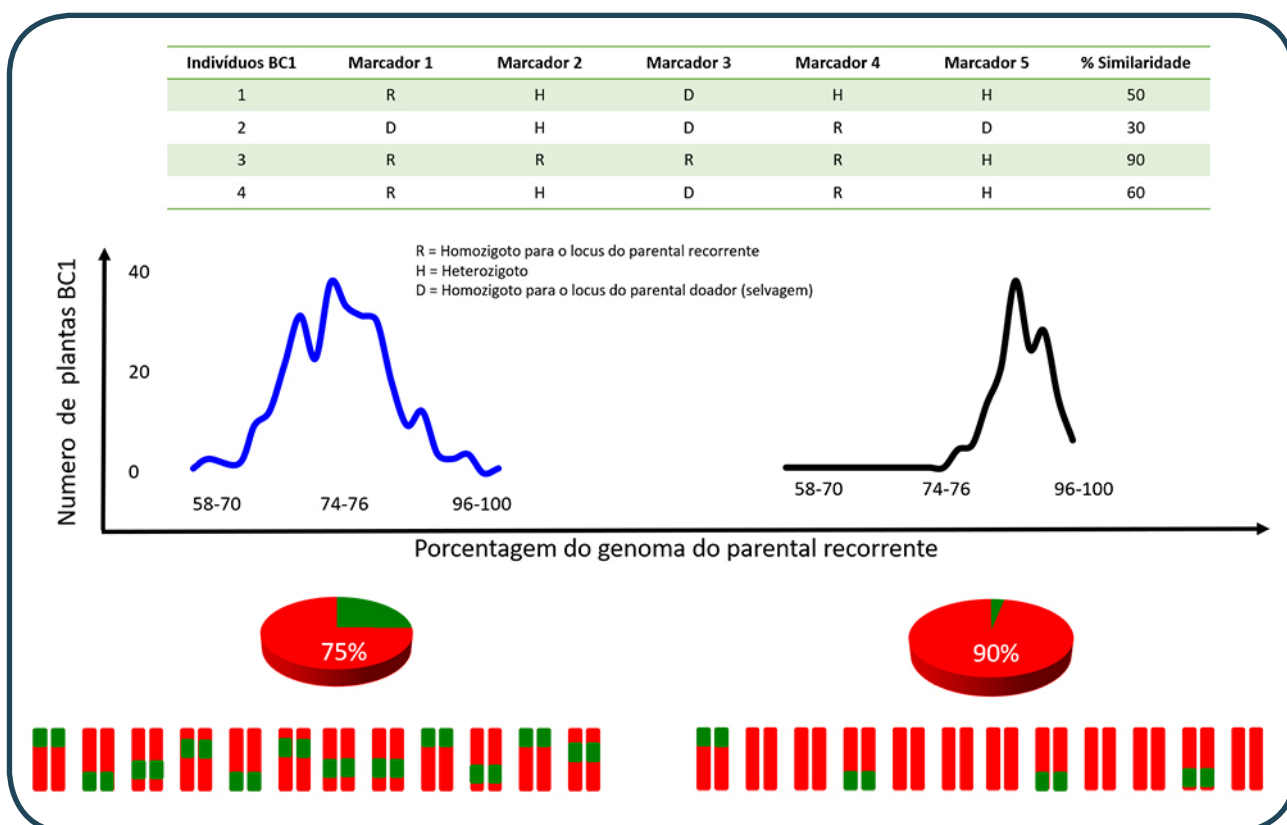 Indivíduos BC1 Marcador 1 Marcador 2 Marcador 3 Marcador 4 Marcador 5 % Similaridade
1 R H D H H 50
2 D H D R D 30
3 R R R R H 90
4 R H D R H 60
R = Homozigoto para o locus do parental recorrente
H = Heterozigoto
D = Homozigoto para o locus do parental doador (selvagem)
Numero de plantas BC1
40
20
0
58-70 74-76 96-100
58-70 74-76 96-100
Porcentagem do genoma do parental recorrente
75%
90%